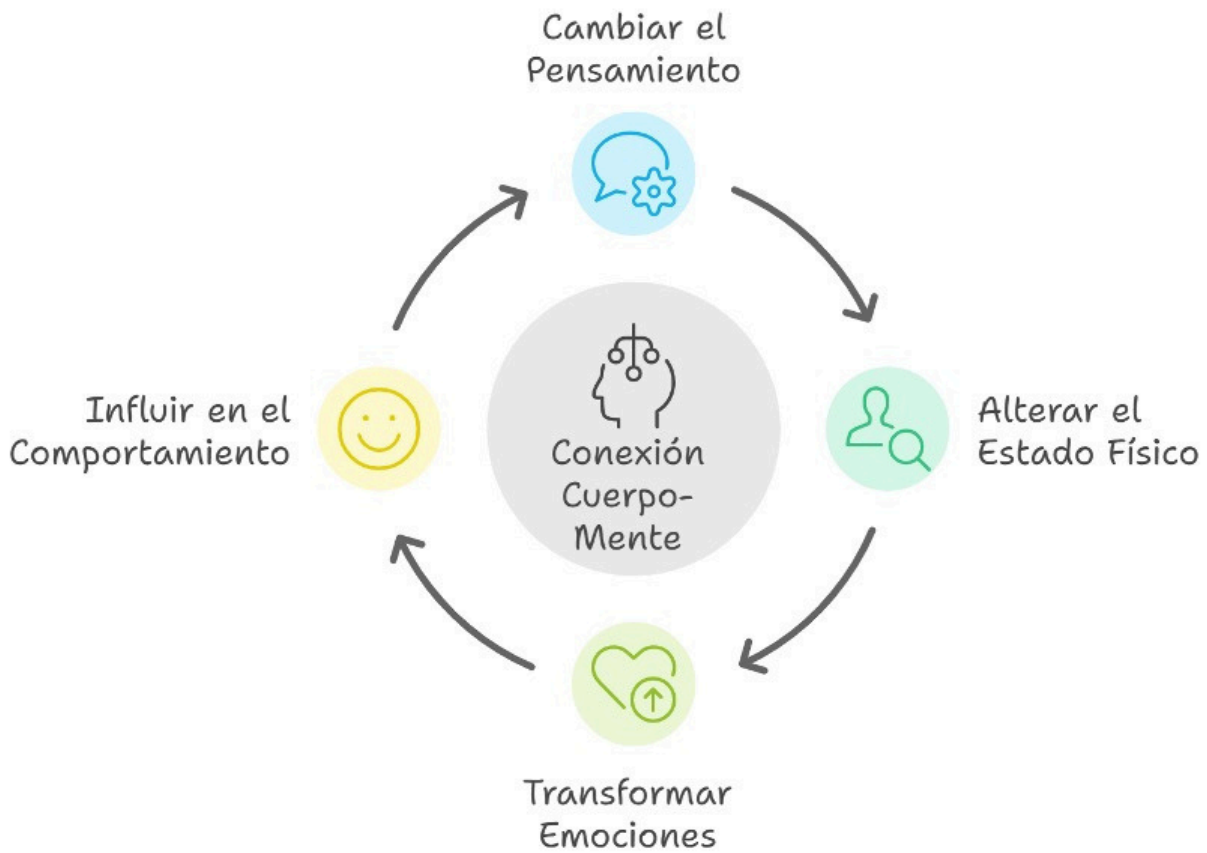 Cambiar el
Pensamiento
Influir en el
Comportamiento
Conexión
Cuerpo-
Mente
Alterar el
Estado Físico
Transformar
Emociones